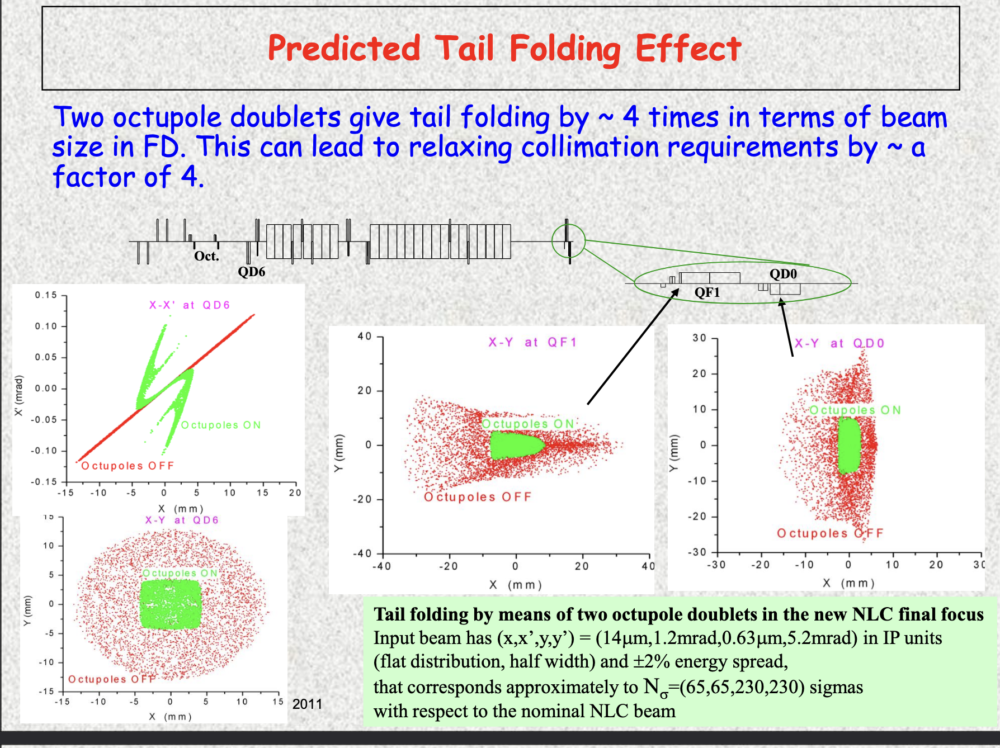 Predicted Tail Folding Effect
Two octupole doublets give tail folding by ~ 4 times in terms of beam
size in FD. This can lead to relaxing collimation requirements by ~ a
factor of 4.
Oct.
QD6
QF1
QD0
X-X' at QD6
0.15
0.10
0.05
0.00
-0.05
-0.10
-0.15
X' (mrad)
Octupoles ON
Octupoles OFF
-15 -10 -5 0 5 10 15 20
X (mm)
X-Y at QD6
15
10
5
0
-5
-10
-15
Y (mm)
Octupoles ON
Octupoles OFF
-15 -10 -5 0 5 10 15
X (mm)
X-Y at QF1
40
20
0
-20
-40
Y (mm)
Octupoles ON
Octupoles OFF
-40 -20 0 20 40
X (mm)
X-Y at QD0
30
20
10
0
-10
-20
-30
Y (mm)
Octupoles ON
Octupoles OFF
-30 -20 -10 0 10 20 30
X (mm)
2011
Tail folding by means of two octupole doublets in the new NLC final focus
Input beam has (x,x’,y,y’) = (14μm,1.2mrad,0.63μm,5.2mrad) in IP units
(flat distribution, half width) and ±2% energy spread,
that corresponds approximately to Nσ=(65,65,230,230) sigmas
with respect to the nominal NLC beam